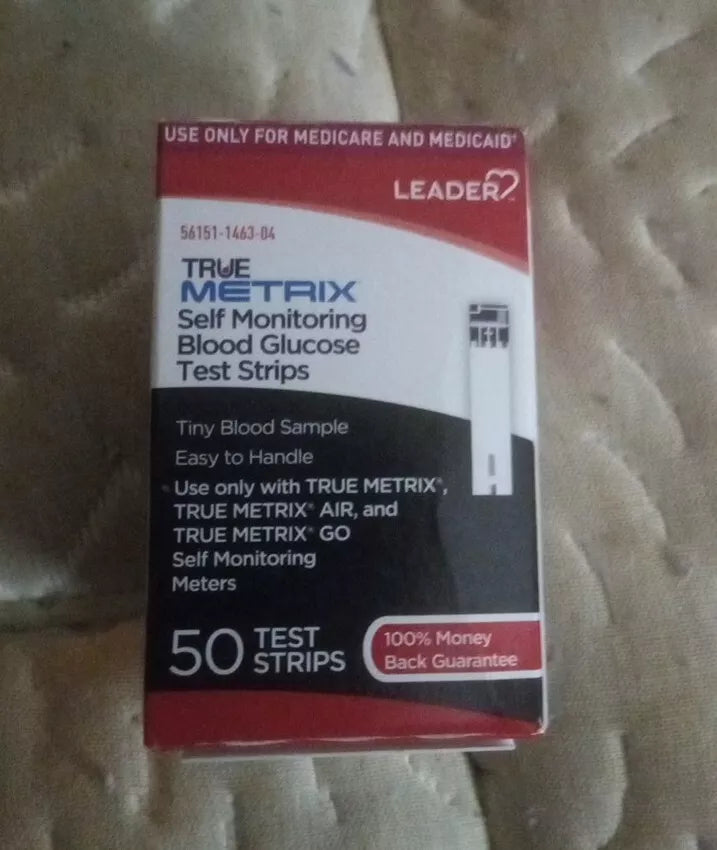 USE ONLY FOR MEDICARE AND MEDICAID*
LEADER™
56151-1463-04
TRUE
METRIX
Self Monitoring
Blood Glucose
Test Strips
Tiny Blood Sample
Easy to Handle
Use only with TRUE METRIX®,
TRUE METRIX® AIR, and
TRUE METRIX® GO
Self Monitoring
Meters
50 TEST
STRIPS
100% Money
Back Guarantee